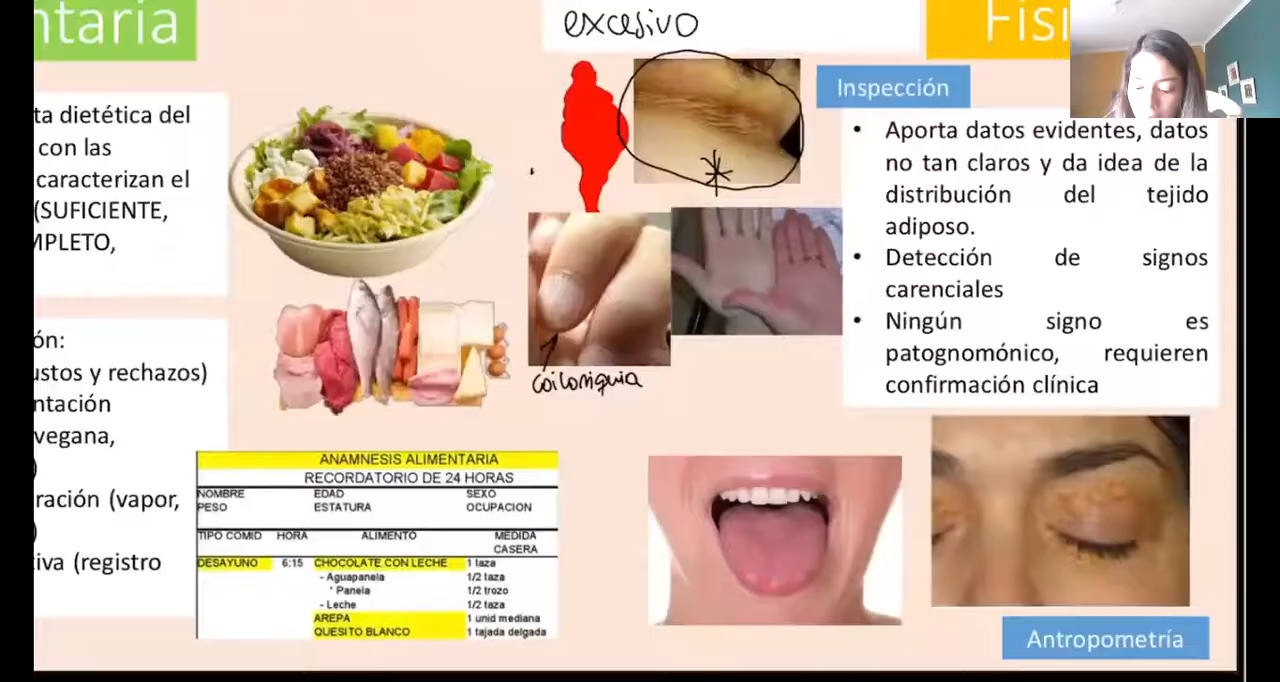 ntaria
ta dietética del
con las
caracterizan el
(SUFICIENTE,
MPLETO,
ón:
ustos y rechazos)
ntación
vegana,
)
ración (vapor,
)
tiva (registro
excesivo
coiloniquia
ANAMNESIS ALIMENTARIA
RECORDATORIO DE 24 HORAS
NOMBRE EDAD SEXO
PESO ESTATURA OCUPACION
TIPO COMID HORA ALIMENTO MEDIDA
CASERA
DESAYUNO 6:15 CHOCOLATE CON LECHE 1 taza
- Aguapanela 1/2 taza
* Panela 1/2 trozo
- Leche 1/2 taza
AREPA 1 unid mediana
QUESITO BLANCO 1 tajada delgada
Fisi
Inspección
• Aporta datos evidentes, datos
no tan claros y da idea de la
distribución del tejido
adiposo.
• Detección de signos
carenciales
• Ningún signo es
patognomónico, requieren
confirmación clínica
Antropometría